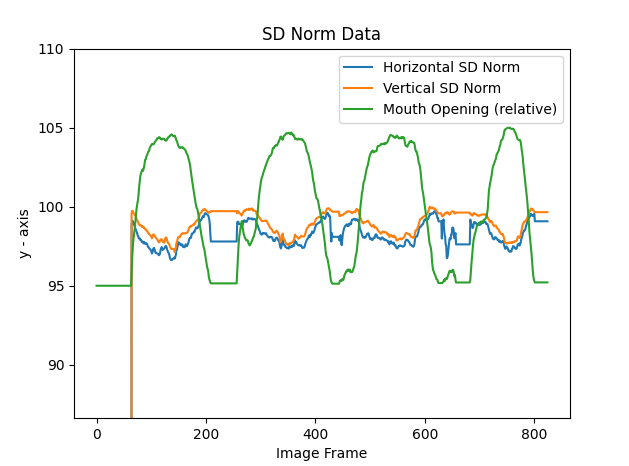 SD Norm Data
Horizontal SD Norm
Vertical SD Norm
Mouth Opening (relative)
y - axis
110
105
100
95
90
0 200 400 600 800
Image Frame